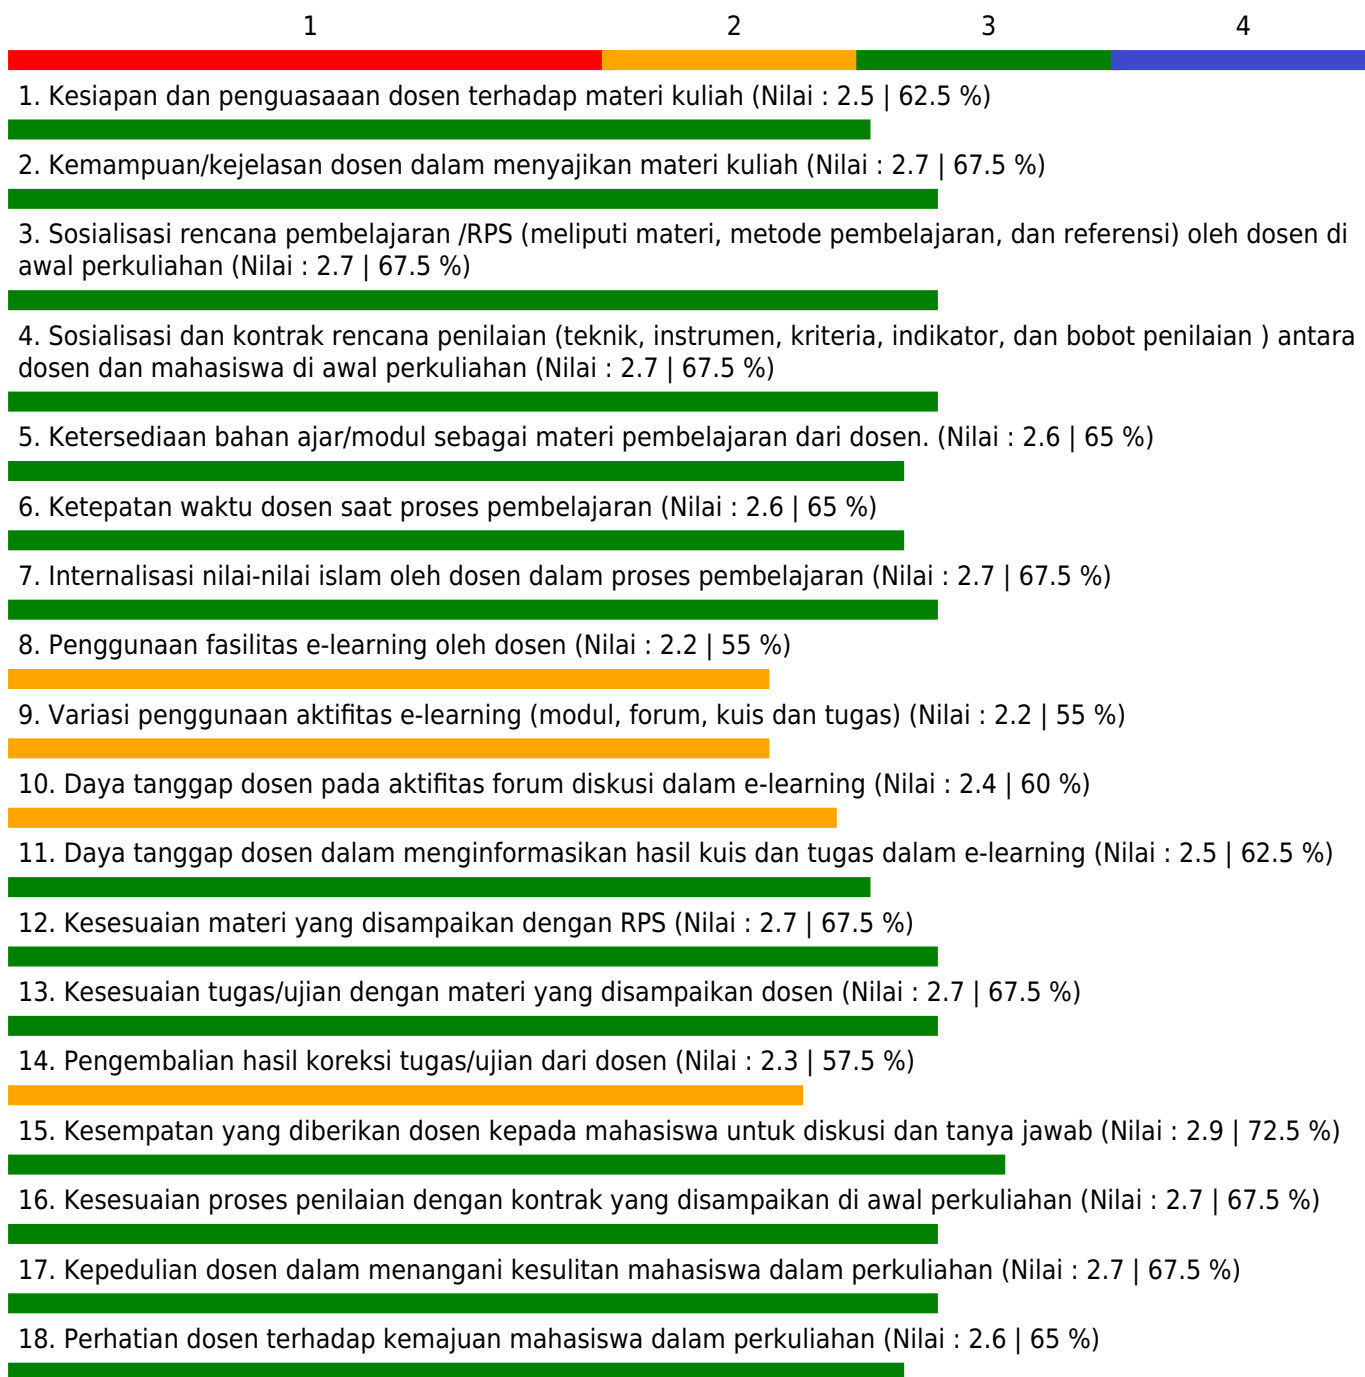 1 2 3 4
1. Kesiapan dan penguasaaan dosen terhadap materi kuliah (Nilai : 2.5 | 62.5 %)
2. Kemampuan/kejelasan dosen dalam menyajikan materi kuliah (Nilai : 2.7 | 67.5 %)
3. Sosialisasi rencana pembelajaran /RPS (meliputi materi, metode pembelajaran, dan referensi) oleh dosen di
awal perkuliahan (Nilai : 2.7 | 67.5 %)
4. Sosialisasi dan kontrak rencana penilaian (teknik, instrumen, kriteria, indikator, dan bobot penilaian ) antara
dosen dan mahasiswa di awal perkuliahan (Nilai : 2.7 | 67.5 %)
5. Ketersediaan bahan ajar/modul sebagai materi pembelajaran dari dosen. (Nilai : 2.6 | 65 %)
6. Ketepatan waktu dosen saat proses pembelajaran (Nilai : 2.6 | 65 %)
7. Internalisasi nilai-nilai islam oleh dosen dalam proses pembelajaran (Nilai : 2.7 | 67.5 %)
8. Penggunaan fasilitas e-learning oleh dosen (Nilai : 2.2 | 55 %)
9. Variasi penggunaan aktifitas e-learning (modul, forum, kuis dan tugas) (Nilai : 2.2 | 55 %)
10. Daya tanggap dosen pada aktifitas forum diskusi dalam e-learning (Nilai : 2.4 | 60 %)
11. Daya tanggap dosen dalam menginformasikan hasil kuis dan tugas dalam e-learning (Nilai : 2.5 | 62.5 %)
12. Kesesuaian materi yang disampaikan dengan RPS (Nilai : 2.7 | 67.5 %)
13. Kesesuaian tugas/ujian dengan materi yang disampaikan dosen (Nilai : 2.7 | 67.5 %)
14. Pengembalian hasil koreksi tugas/ujian dari dosen (Nilai : 2.3 | 57.5 %)
15. Kesempatan yang diberikan dosen kepada mahasiswa untuk diskusi dan tanya jawab (Nilai : 2.9 | 72.5 %)
16. Kesesuaian proses penilaian dengan kontrak yang disampaikan di awal perkuliahan (Nilai : 2.7 | 67.5 %)
17. Kepedulian dosen dalam menangani kesulitan mahasiswa dalam perkuliahan (Nilai : 2.7 | 67.5 %)
18. Perhatian dosen terhadap kemajuan mahasiswa dalam perkuliahan (Nilai : 2.6 | 65 %)